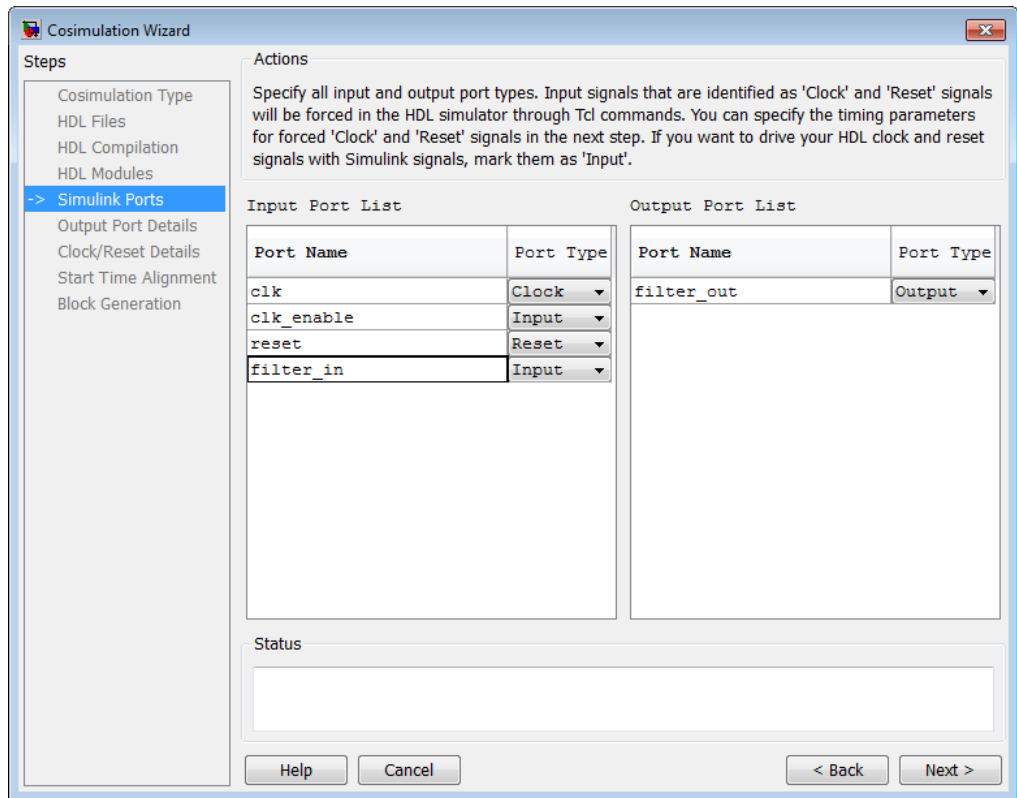 Cosimulation Wizard
Steps
Cosimulation Type
HDL Files
HDL Compilation
HDL Modules
-> Simulink Ports
Output Port Details
Clock/Reset Details
Start Time Alignment
Block Generation
Actions
Specify all input and output port types. Input signals that are identified as 'Clock' and 'Reset' signals
will be forced in the HDL simulator through Tcl commands. You can specify the timing parameters
for forced 'Clock' and 'Reset' signals in the next step. If you want to drive your HDL clock and reset
signals with Simulink signals, mark them as 'Input'.
Input Port List
Port Name Port Type
clk Clock
clk_enable Input
reset Reset
filter_in Input
Output Port List
Port Name Port Type
filter_out Output
Status
Help Cancel < Back Next >